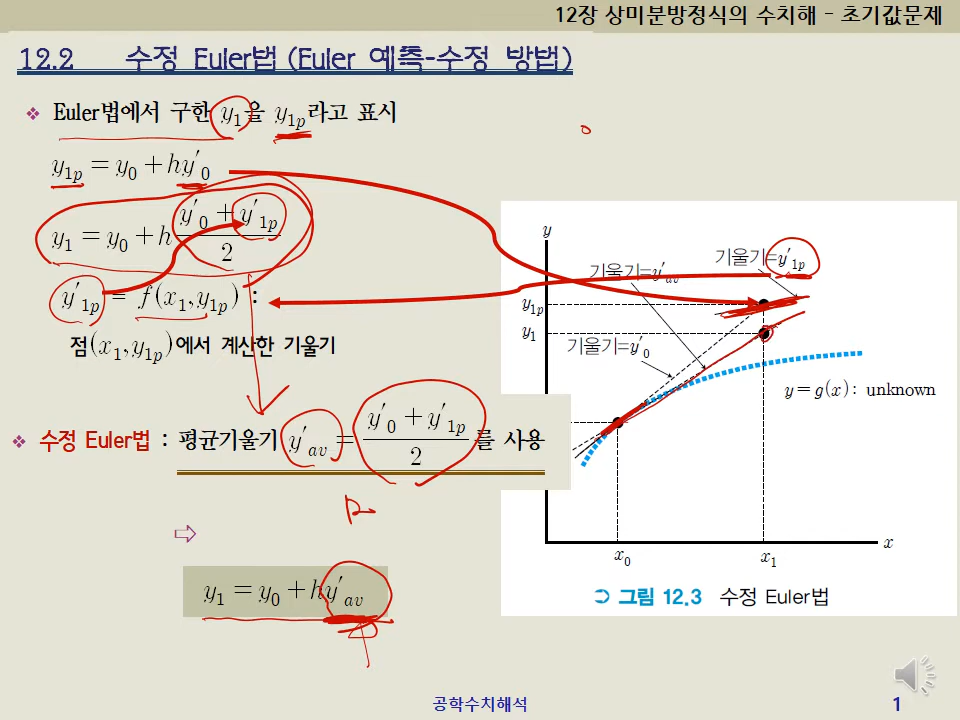 12장 상미분방정식의 수치해 - 초기값문제
12.2 수정 Euler법 (Euler 예측-수정 방법)
❖ Euler법에서 구한 y₁을 y₁ₚ라고 표시
y₁ₚ = y₀ + hy′₀
y₁ = y₀ + h (y′₀ + y′₁ₚ)/2
y′₁ₚ = f(x₁, y₁ₚ) :
점(x₁, y₁ₚ)에서 계산한 기울기
❖ 수정 Euler법 : 평균기울기 y′av = (y′₀ + y′₁ₚ)/2 를 사용
⇨
y₁ = y₀ + hy′av
y
기울기=y′av
기울기=y′₁ₚ
y₁ₚ
y₁
기울기=y′₀
y = g(x): unknown
x₀
x₁
x
➲ 그림 12.3 수정 Euler법
공학수치해석
1